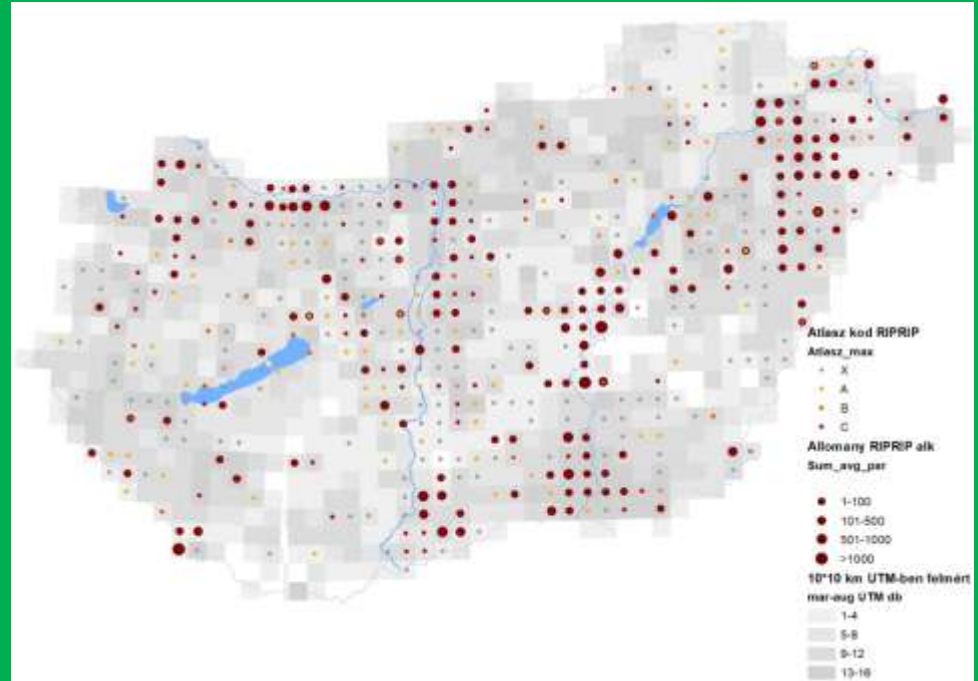 Atlasz kod RIPRIP
Atlasz_max
X
A
B
C
Allomany RIPRIP alk
Sum_avg_par
1-100
101-500
501-1000
>1000
10*10 km UTM-ben felmért
mar-aug UTM db
1-4
5-8
9-12
13-16